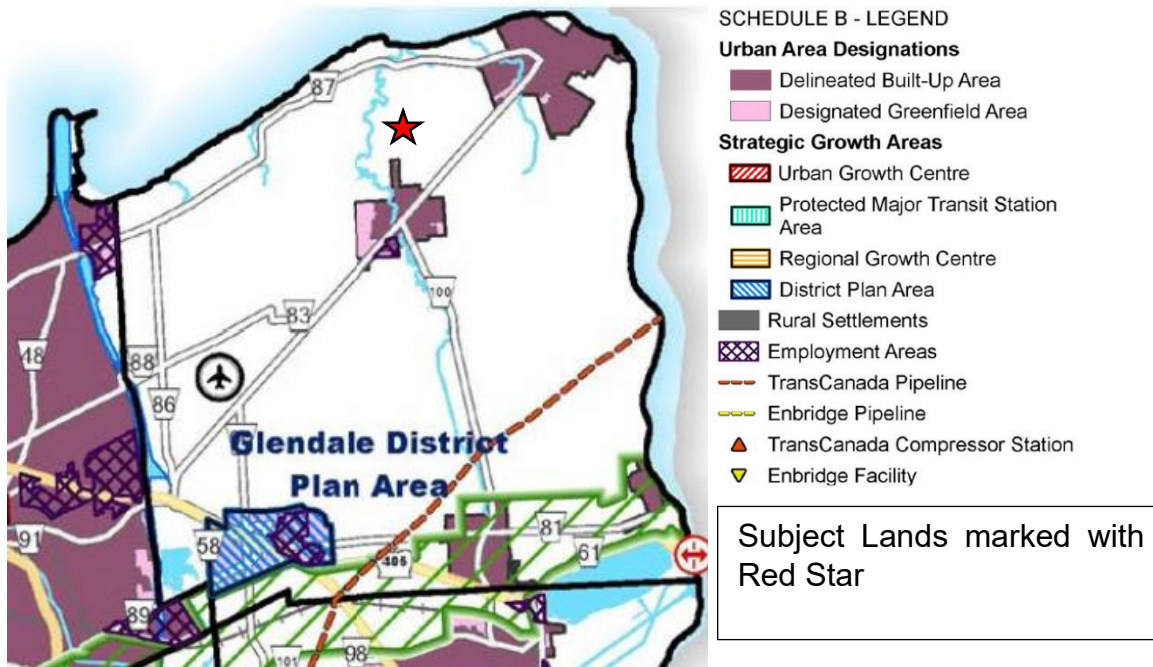 87
100
83
48
88
86
Glendale District
Plan Area
91
58
81
61
405
89
98
101
SCHEDULE B - LEGEND
Urban Area Designations
Delineated Built-Up Area
Designated Greenfield Area
Strategic Growth Areas
Urban Growth Centre
Protected Major Transit Station
Area
Regional Growth Centre
District Plan Area
Rural Settlements
Employment Areas
TransCanada Pipeline
Enbridge Pipeline
TransCanada Compressor Station
Enbridge Facility
Subject Lands marked with
Red Star